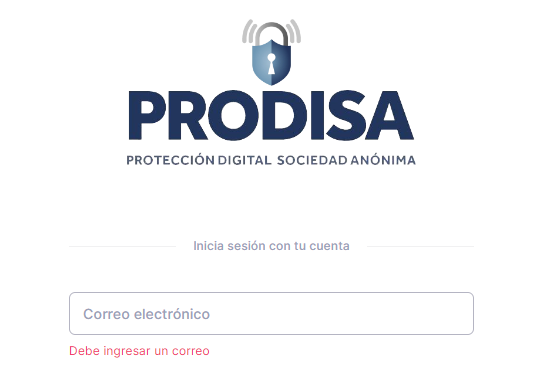 PRODISA
PROTECCIÓN DIGITAL SOCIEDAD ANÓNIMA
Inicia sesión con tu cuenta
Correo electrónico
Debe ingresar un correo